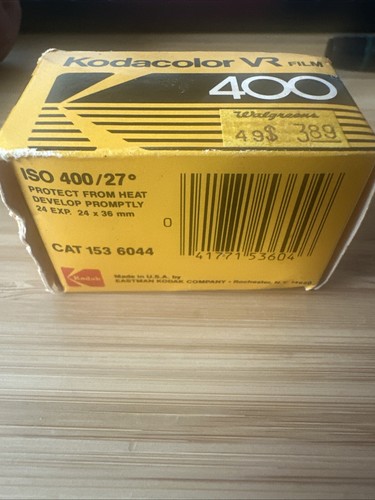 Kodacolor VR FILM
400
Walgreens
49$ 389
ISO 400/27°
PROTECT FROM HEAT
DEVELOP PROMPTLY
24 EXP. 24 x 36 mm
0
41771 53604
CAT 153 6044
Kodak
Made in U.S.A. by
EASTMAN KODAK COMPANY - Rochester, N.Y.